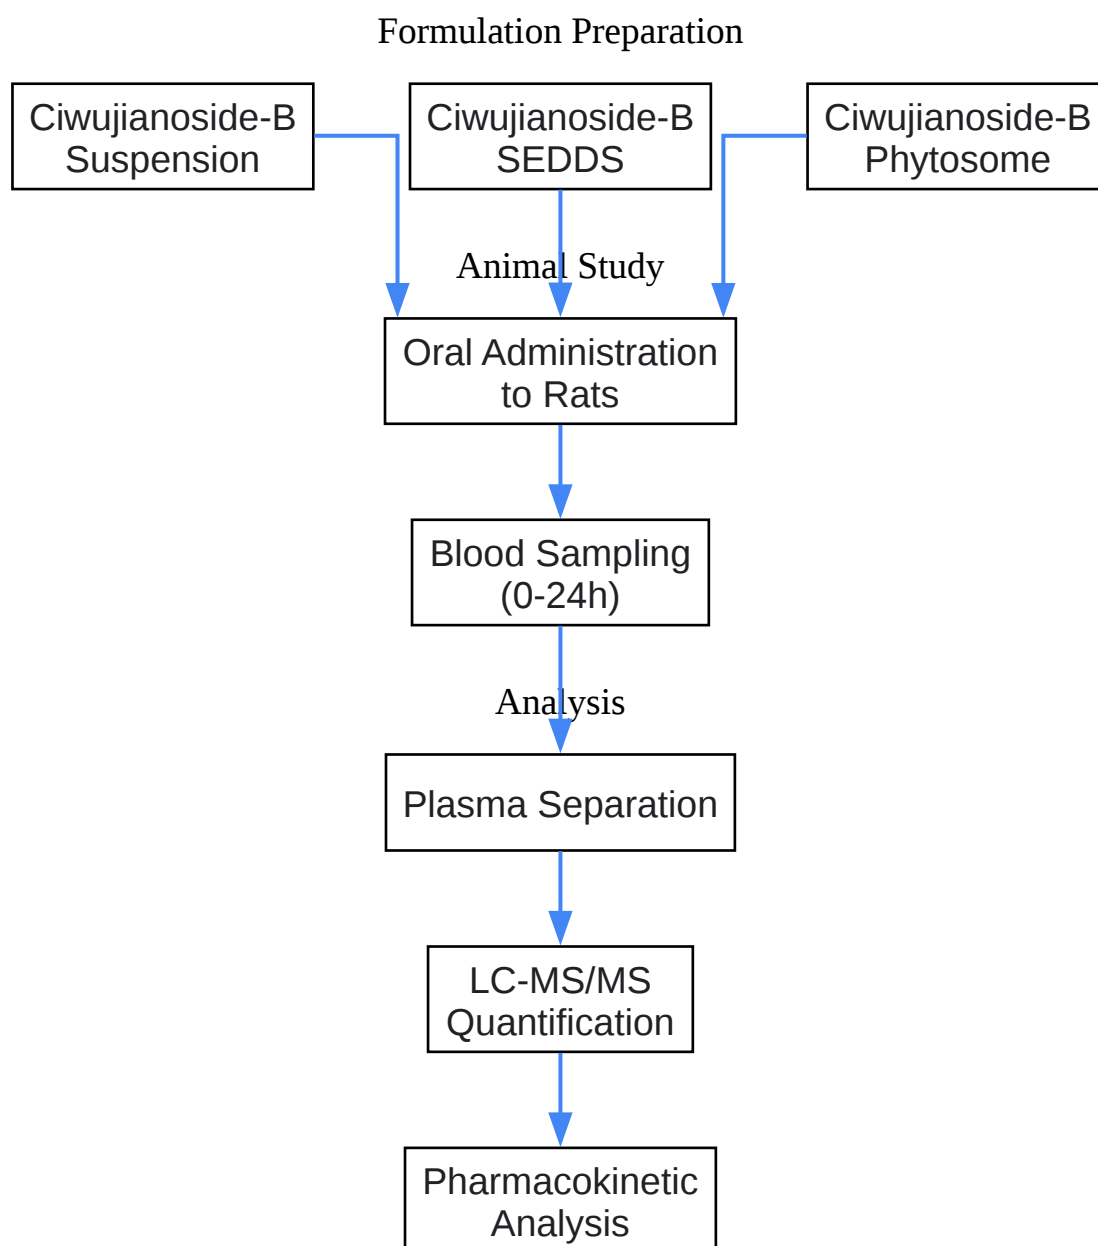 Formulation Preparation
Ciwujianoside-B
Suspension
Ciwujianoside-B
SEDDS
Ciwujianoside-B
Phytosome
Animal Study
Oral Administration
to Rats
Blood Sampling
(0-24h)
Analysis
Plasma Separation
LC-MS/MS
Quantification
Pharmacokinetic
Analysis